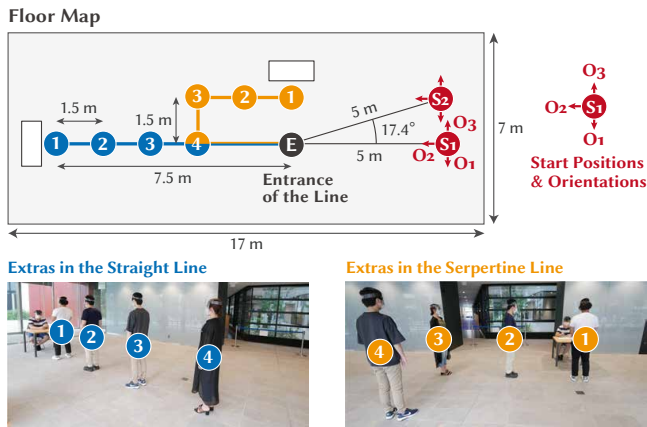 Floor Map
3
2
1
1.5 m
1.5 m
1
2
3
4
E
7.5 m
Entrance
of the Line
5 m
17.4°
5 m
S2
O3
S1
O2
O1
7 m
17 m
O3
O2
S1
O1
Start Positions
& Orientations
Extras in the Straight Line
1
2
3
4
Extras in the Serpertine Line
4
3
2
1